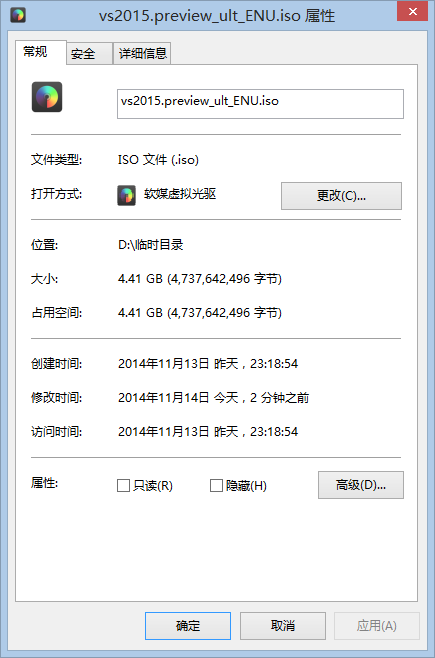 vs2015.preview_ult_ENU.iso 属性
常规 安全 详细信息
vs2015.preview_ult_ENU.iso
文件类型: ISO 文件 (.iso)
打开方式: 软媒虚拟光驱 更改(C)...
位置: D:\临时目录
大小: 4.41 GB (4,737,642,496 字节)
占用空间: 4.41 GB (4,737,642,496 字节)
创建时间: 2014年11月13日 昨天，23:18:54
修改时间: 2014年11月14日 今天，2 分钟之前
访问时间: 2014年11月13日 昨天，23:18:54
属性: 只读(R) 隐藏(H) 高级(D)...
确定 取消 应用(A)